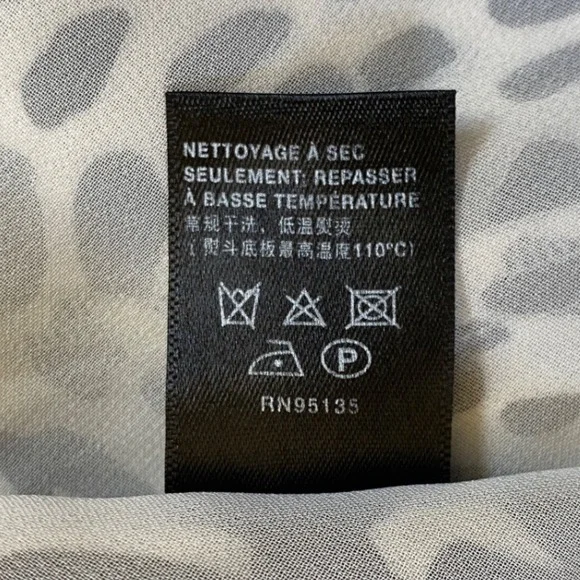 NETTOYAGE À SEC
SEULEMENT; REPASSER
À BASSE TEMPÉRATURE
常规干洗，低温熨烫
（熨斗底板最高温度110°C）
P
RN95135